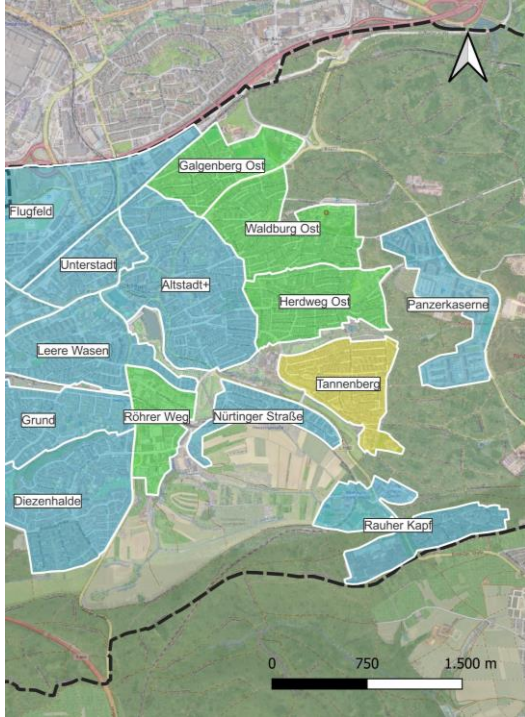 Galgenberg Ost
Flugfeld
Waldburg Ost
Unterstadt
Altstadt+
Herdweg Ost
Panzerkaserne
Leere Wasen
Tannenberg
Röhrer Weg
Nürtinger Straße
Grund
Diezenhalde
Rauher Kapf
0 750 1.500 m